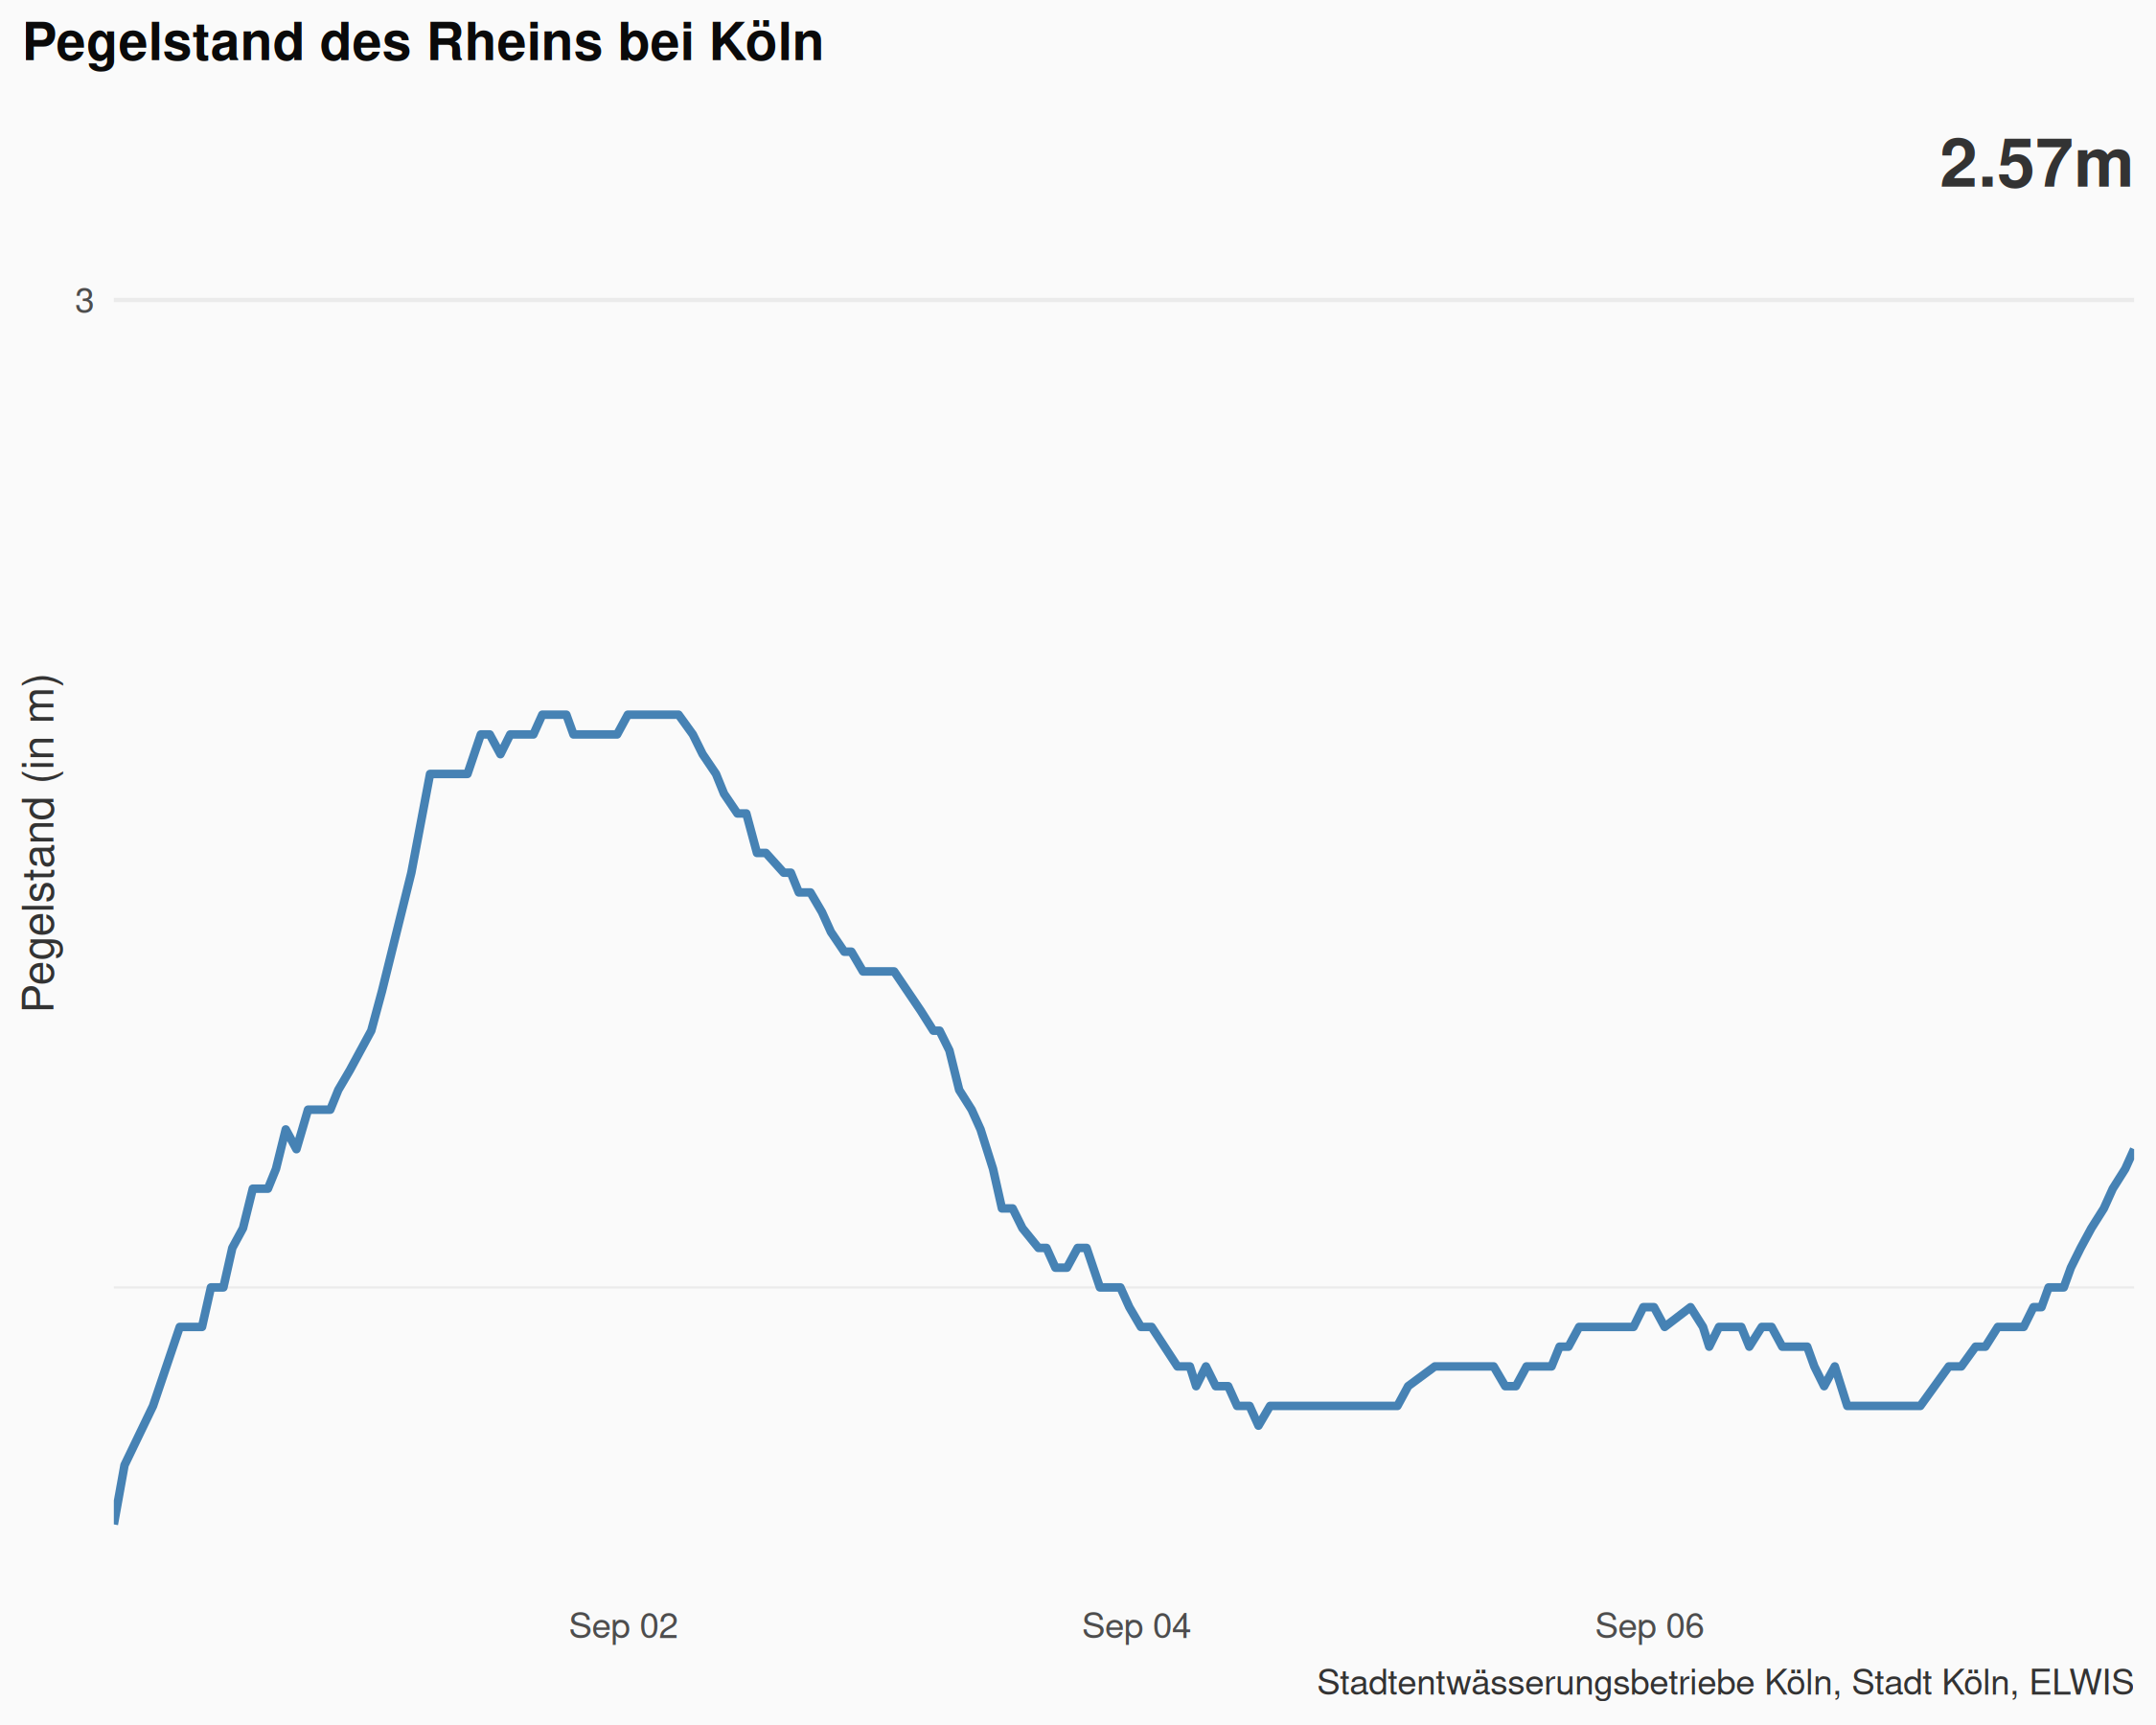 Pegelstand des Rheins bei Köln
2.57m
3
Pegelstand (in m)
Sep 02 Sep 04 Sep 06
Stadtentwässerungsbetriebe Köln, Stadt Köln, ELWIS